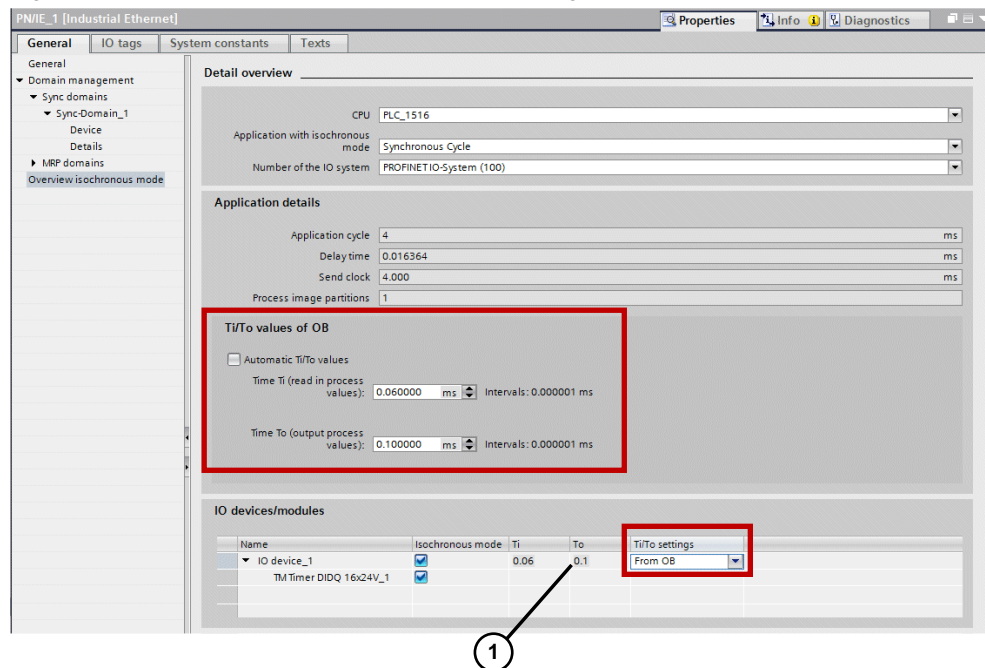 PN/IE_1 [Industrial Ethernet]
Properties
Info
Diagnostics
General
IO tags
System constants
Texts
General
Domain management
Sync domains
Sync-Domain_1
Device
Details
MRP domains
Overview isochronous mode
Detail overview
CPU PLC_1516
Application with isochronous
mode Synchronous Cycle
Number of the IO system PROFINET IO-System (100)
Application details
Application cycle 4 ms
Delay time 0.016364 ms
Send clock 4.000 ms
Process image partitions 1
Ti/To values of OB
Automatic Ti/To values
Time Ti (read in process
values): 0.060000 ms Intervals: 0.000001 ms
Time To (output process
values): 0.100000 ms Intervals: 0.000001 ms
IO devices/modules
Name Isochronous mode Ti To Ti/To settings
IO device_1 0.06 0.1 From OB
TM Timer DIDQ 16x24V_1
1